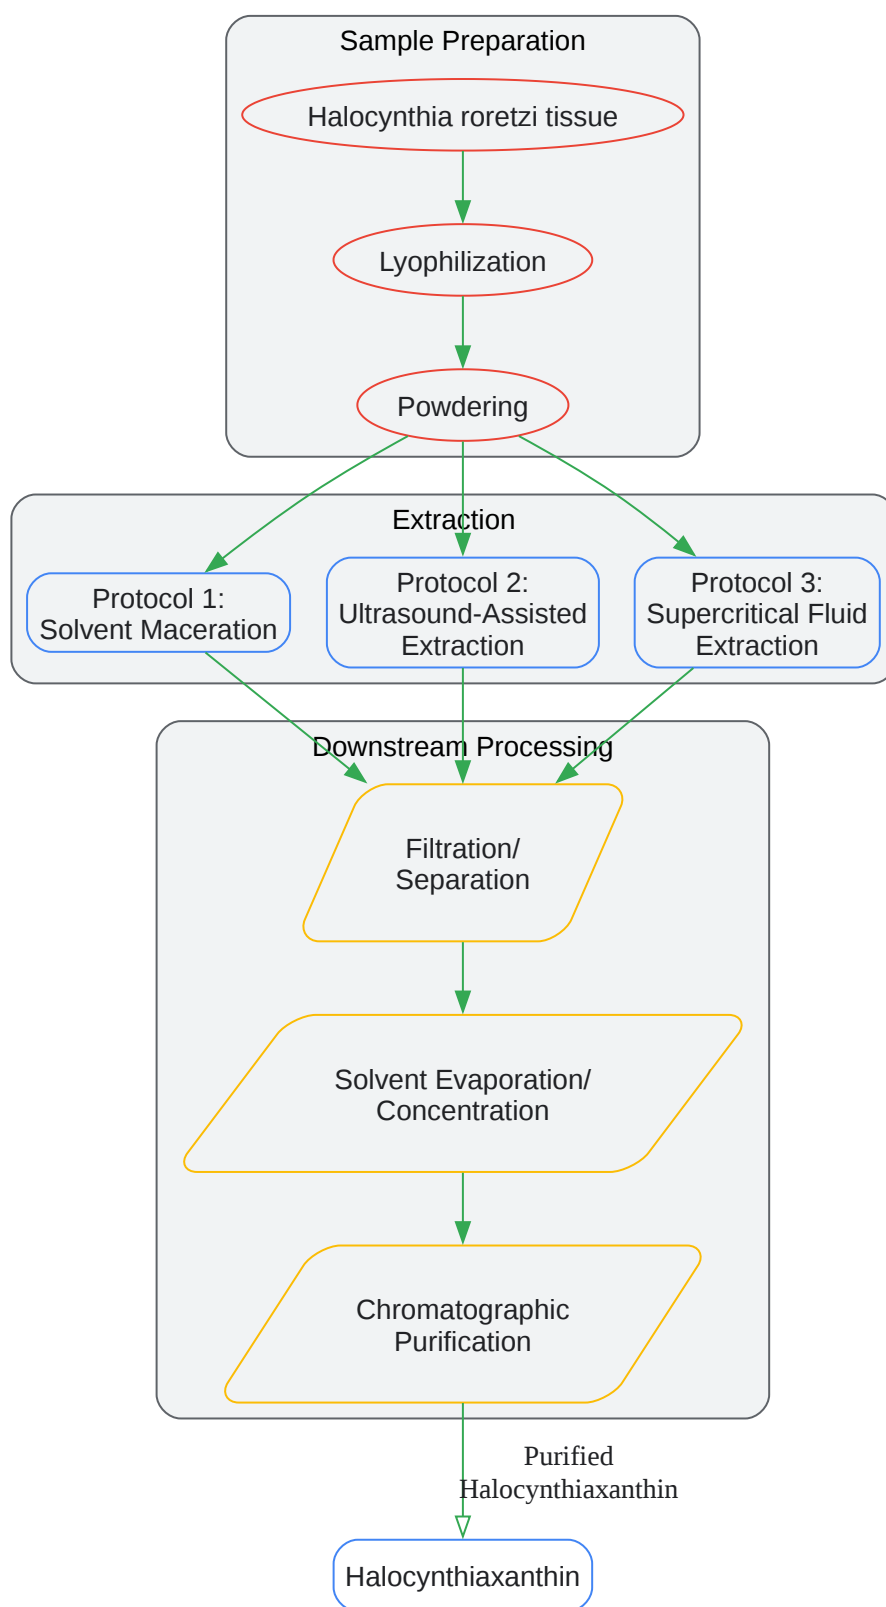 Sample Preparation
Halocynthia roretzi tissue
Lyophilization
Powdering
Extraction
Protocol 1:
Solvent Maceration
Protocol 2:
Ultrasound-Assisted
Extraction
Protocol 3:
Supercritical Fluid
Extraction
Downstream Processing
Filtration/
Separation
Solvent Evaporation/
Concentration
Chromatographic
Purification
Purified
Halocynthiaxanthin
Halocynthiaxanthin